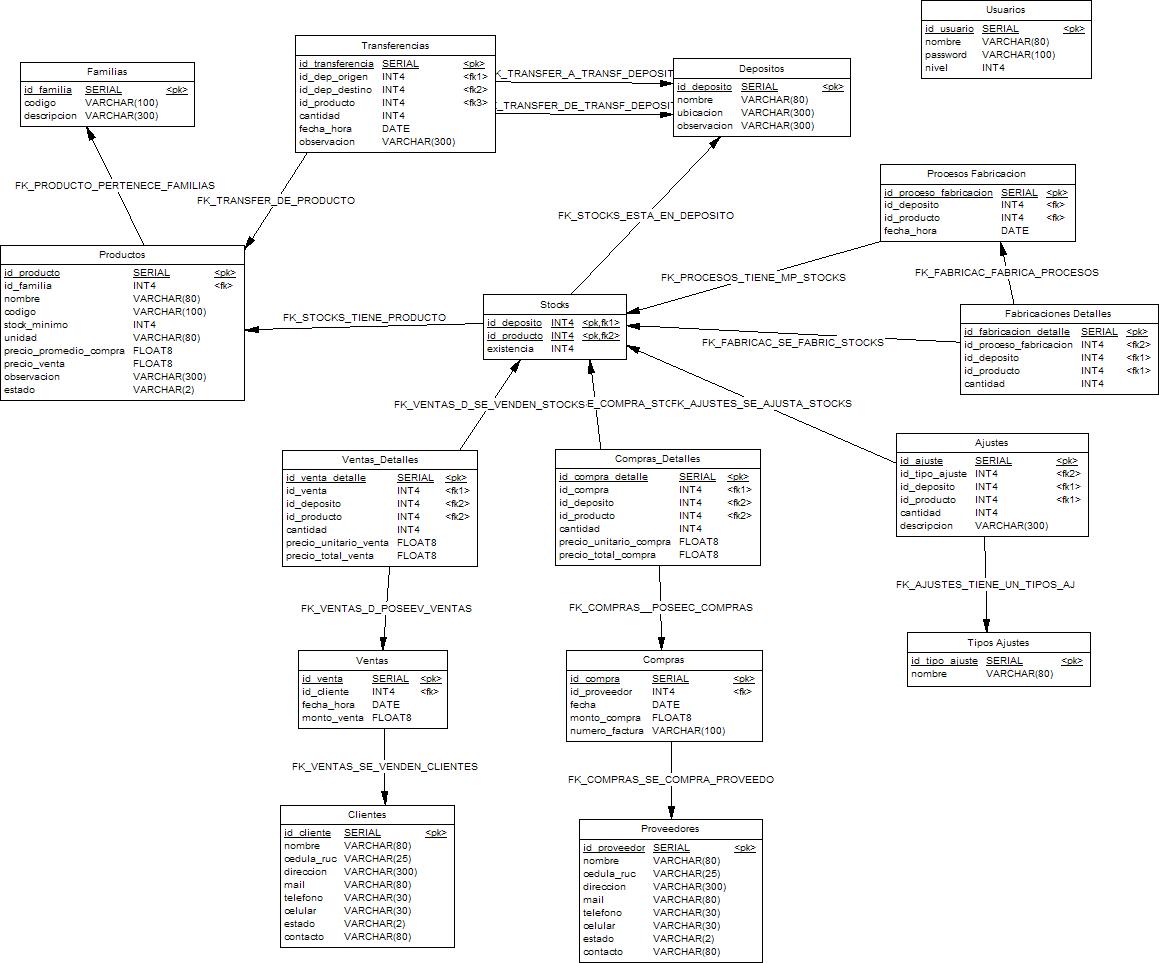 Usuarios
id_usuario SERIAL <pk>
nombre VARCHAR(80)
password VARCHAR(100)
nivel INT4
Transferencias
id_transferencia SERIAL <pk>
id_dep_origen INT4 <fk1>
id_dep_destino INT4 <fk2>
id_producto INT4 <fk3>
cantidad INT4
fecha_hora DATE
observacion VARCHAR(300)
Familias
id_familia SERIAL <pk>
codigo VARCHAR(100)
descripcion VARCHAR(300)
K_TRANSFER_A_TRANSF_DEPOSIT
_TRANSFER_DE_TRANSF_DEPOSIT
Depositos
id_deposito SERIAL <pk>
nombre VARCHAR(80)
ubicacion VARCHAR(300)
observacion VARCHAR(300)
FK_PRODUCTO_PERTENECE_FAMILIAS
FK_TRANSFER_DE_PRODUCTO
FK_STOCKS_ESTA_EN_DEPOSITO
Procesos Fabricacion
id_proceso_fabricacion SERIAL <pk>
id_deposito INT4 <fk>
id_producto INT4 <fk>
fecha_hora DATE
Productos
id_producto SERIAL <pk>
id_familia INT4 <fk>
nombre VARCHAR(80)
codigo VARCHAR(100)
stock_minimo INT4
unidad VARCHAR(80)
precio_promedio_compra FLOAT8
precio_venta FLOAT8
observacion VARCHAR(300)
estado VARCHAR(2)
FK_PROCESOS_TIENE_MP_STOCKS
FK_FABRICAC_FABRICA_PROCESOS
FK_STOCKS_TIENE_PRODUCTO
Stocks
id_deposito INT4 <pk,fk1>
id_producto INT4 <pk,fk2>
existencia INT4
FK_FABRICAC_SE_FABRIC_STOCKS
Fabricaciones Detalles
id_fabricacion_detalle SERIAL <pk>
id_proceso_fabricacion INT4 <fk2>
id_deposito INT4 <fk1>
id_producto INT4 <fk1>
cantidad INT4
FK_VENTAS_D_SE_VENDEN_STOCKS
E_COMPRA_STC
FK_AJUSTES_SE_AJUSTA_STOCKS
Ventas_Detalles
id_venta_detalle SERIAL <pk>
id_venta INT4 <fk1>
id_deposito INT4 <fk2>
id_producto INT4 <fk2>
cantidad INT4
precio_unitario_venta FLOAT8
precio_total_venta FLOAT8
Compras_Detalles
id_compra_detalle SERIAL <pk>
id_compra INT4 <fk1>
id_deposito INT4 <fk2>
id_producto INT4 <fk2>
cantidad INT4
precio_unitario_compra FLOAT8
precio_total_compra FLOAT8
Ajustes
id_ajuste SERIAL <pk>
id_tipo_ajuste INT4 <fk2>
id_deposito INT4 <fk1>
id_producto INT4 <fk1>
cantidad INT4
descripcion VARCHAR(300)
FK_VENTAS_D_POSEEV_VENTAS
FK_COMPRAS__POSEEC_COMPRAS
FK_AJUSTES_TIENE_UN_TIPOS_AJ
Ventas
id_venta SERIAL <pk>
id_cliente INT4 <fk>
fecha_hora DATE
monto_venta FLOAT8
Compras
id_compra SERIAL <pk>
id_proveedor INT4 <fk>
fecha DATE
monto_compra FLOAT8
numero_factura VARCHAR(100)
Tipos Ajustes
id_tipo_ajuste SERIAL <pk>
nombre VARCHAR(80)
FK_VENTAS_SE_VENDEN_CLIENTES
FK_COMPRAS_SE_COMPRA_PROVEEDO
Clientes
id_cliente SERIAL <pk>
nombre VARCHAR(80)
cedula_ruc VARCHAR(25)
direccion VARCHAR(300)
mail VARCHAR(80)
telefono VARCHAR(30)
celular VARCHAR(30)
estado VARCHAR(2)
contacto VARCHAR(80)
Proveedores
id_proveedor SERIAL <pk>
nombre VARCHAR(80)
cedula_ruc VARCHAR(25)
direccion VARCHAR(300)
mail VARCHAR(80)
telefono VARCHAR(30)
celular VARCHAR(30)
estado VARCHAR(2)
contacto VARCHAR(80)